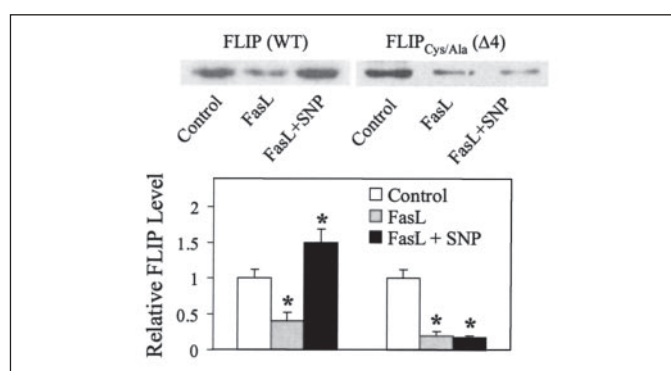 FLIP (WT) FLIPCys/Ala (Δ4)
Control FasL FasL+SNP Control FasL FasL+SNP
Relative FLIP Level
2
1.5
1
0.5
0
Control
FasL
FasL + SNP
* * * *